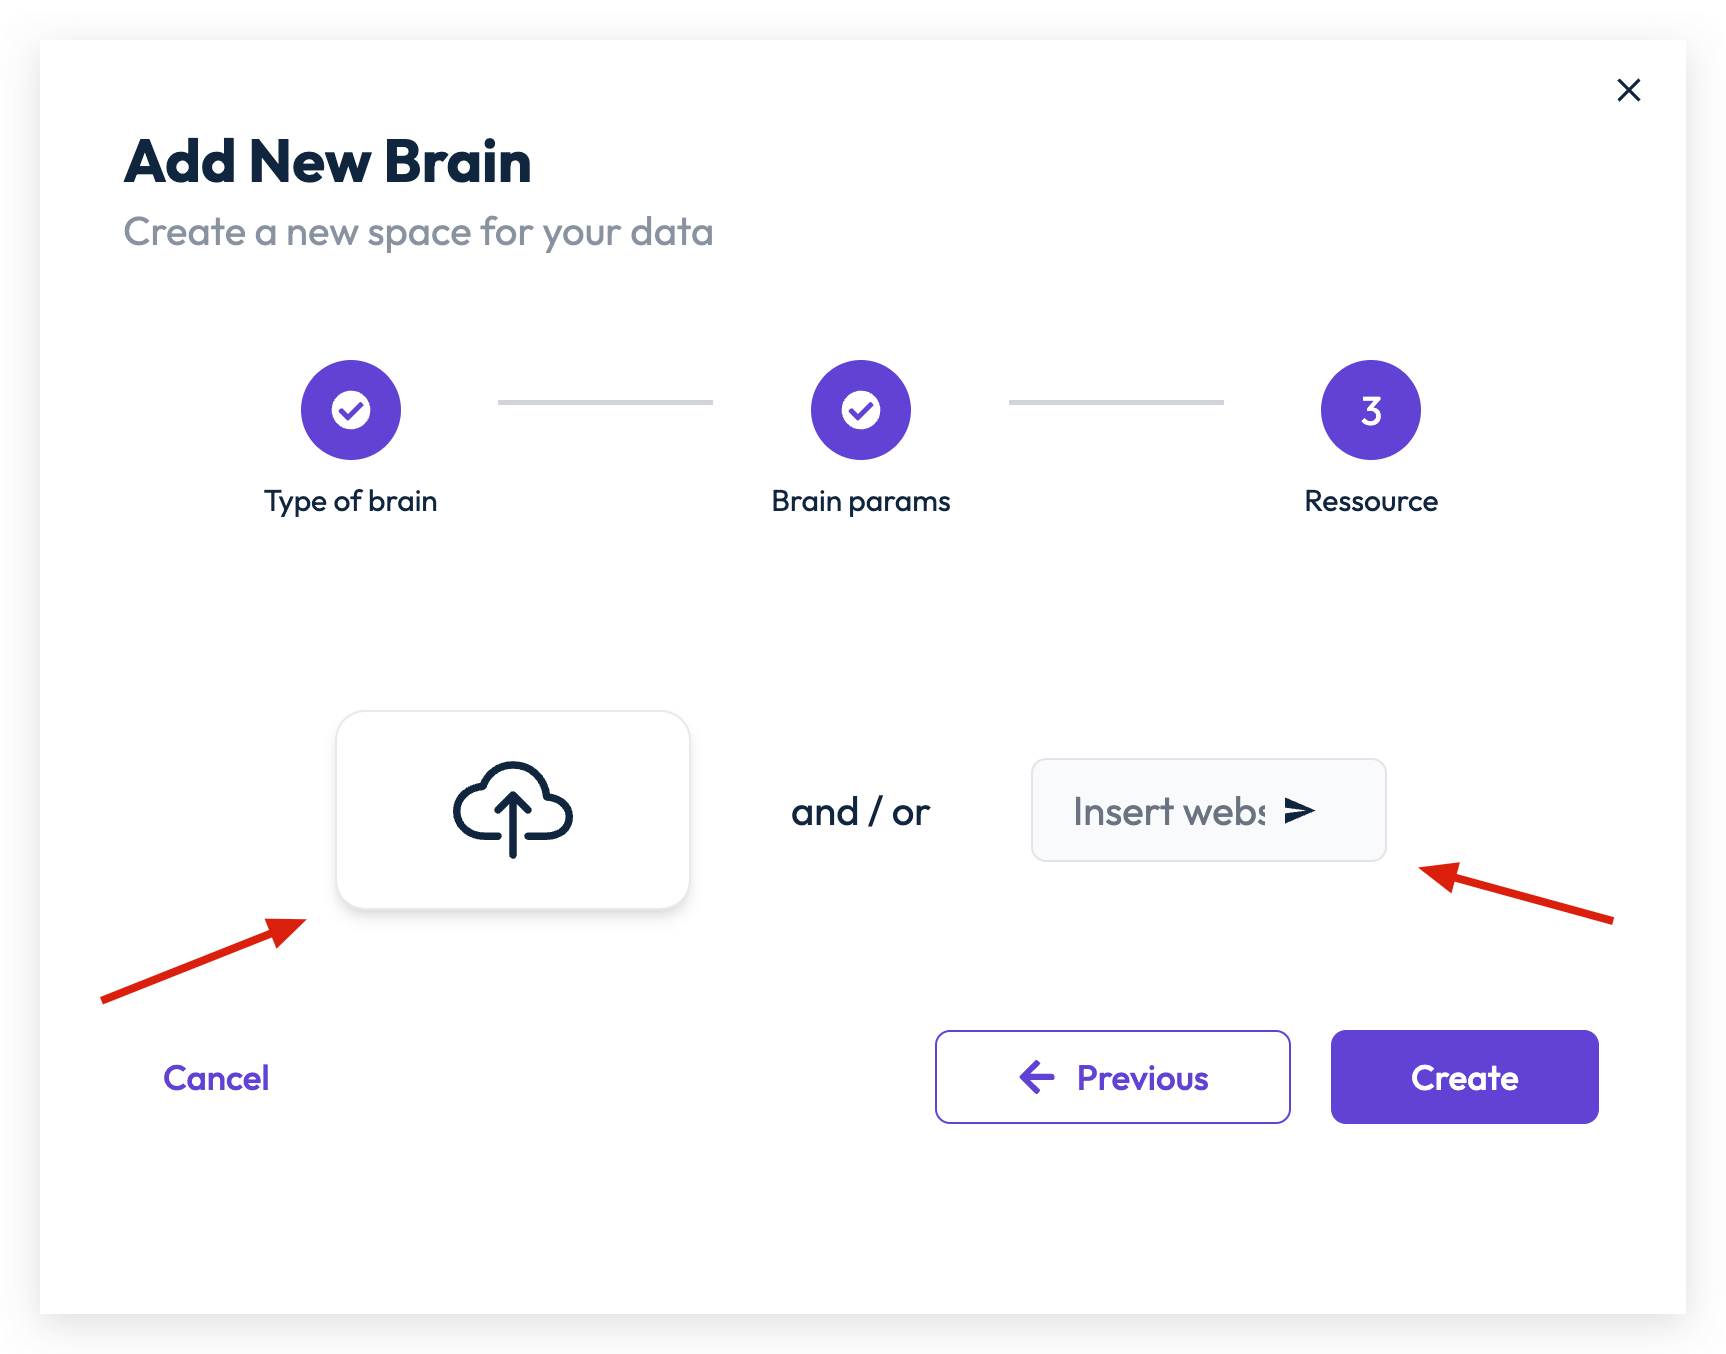 Add New Brain
Create a new space for your data
3
Type of brain
Brain params
Ressource
and / or
Insert webs
Cancel
Previous
Create